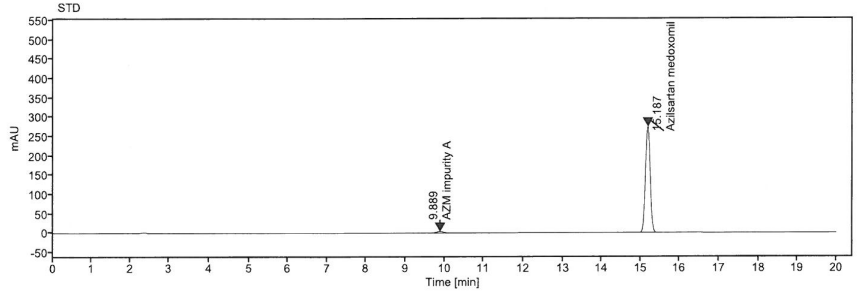 STD
550
500
450
400
350
300
250
200
150
100
50
0
-50
mAU
9.889
AZM impurity A
15.187
Azilsartan medoxomil
0 1 2 3 4 5 6 7 8 9 10 11 12 13 14 15 16 17 18 19 20
Time [min]